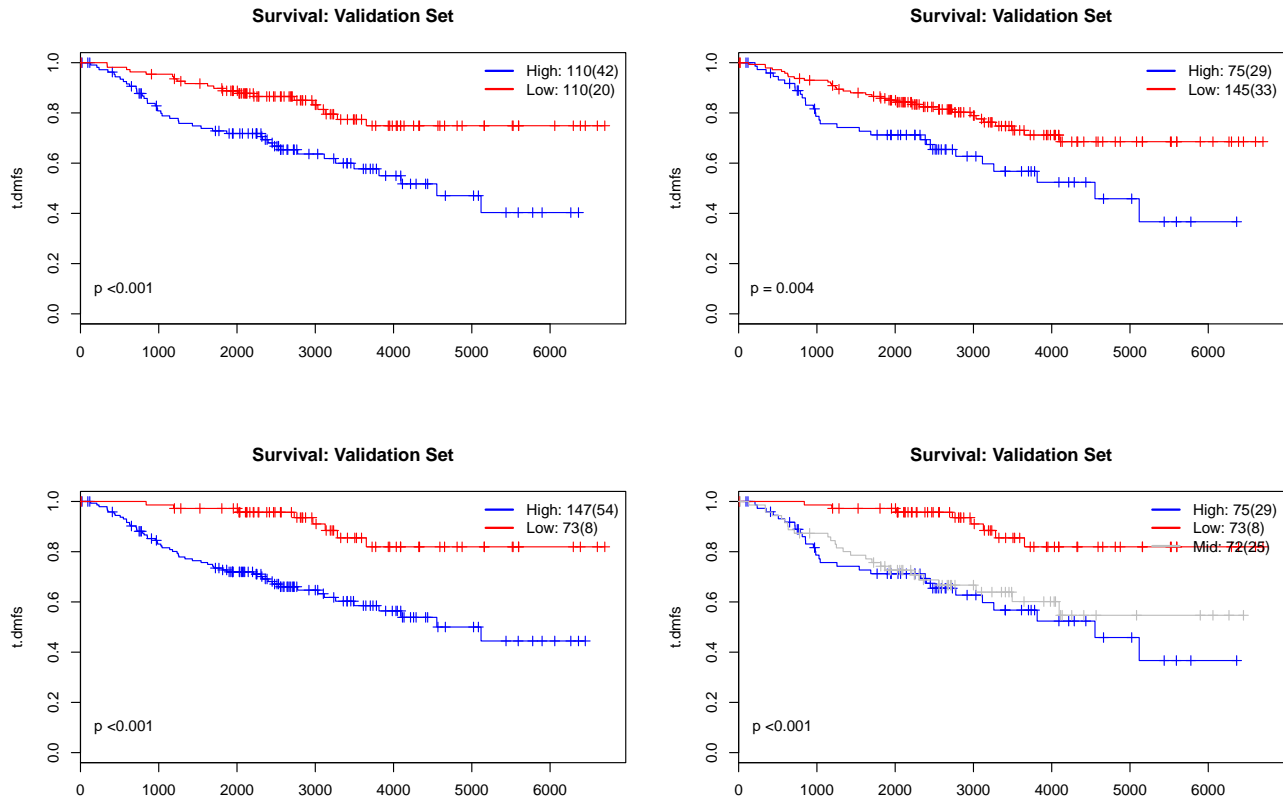 Survival: Validation Set
t.dmfs
1.0
0.8
0.6
0.4
0.2
0.0
High: 110(42)
Low: 110(20)
p <0.001
0 1000 2000 3000 4000 5000 6000
Survival: Validation Set
t.dmfs
1.0
0.8
0.6
0.4
0.2
0.0
High: 75(29)
Low: 145(33)
p = 0.004
0 1000 2000 3000 4000 5000 6000
Survival: Validation Set
t.dmfs
1.0
0.8
0.6
0.4
0.2
0.0
High: 147(54)
Low: 73(8)
p <0.001
0 1000 2000 3000 4000 5000 6000
Survival: Validation Set
t.dmfs
1.0
0.8
0.6
0.4
0.2
0.0
High: 75(29)
Low: 73(8)
Mid: 72(25)
p <0.001
0 1000 2000 3000 4000 5000 6000